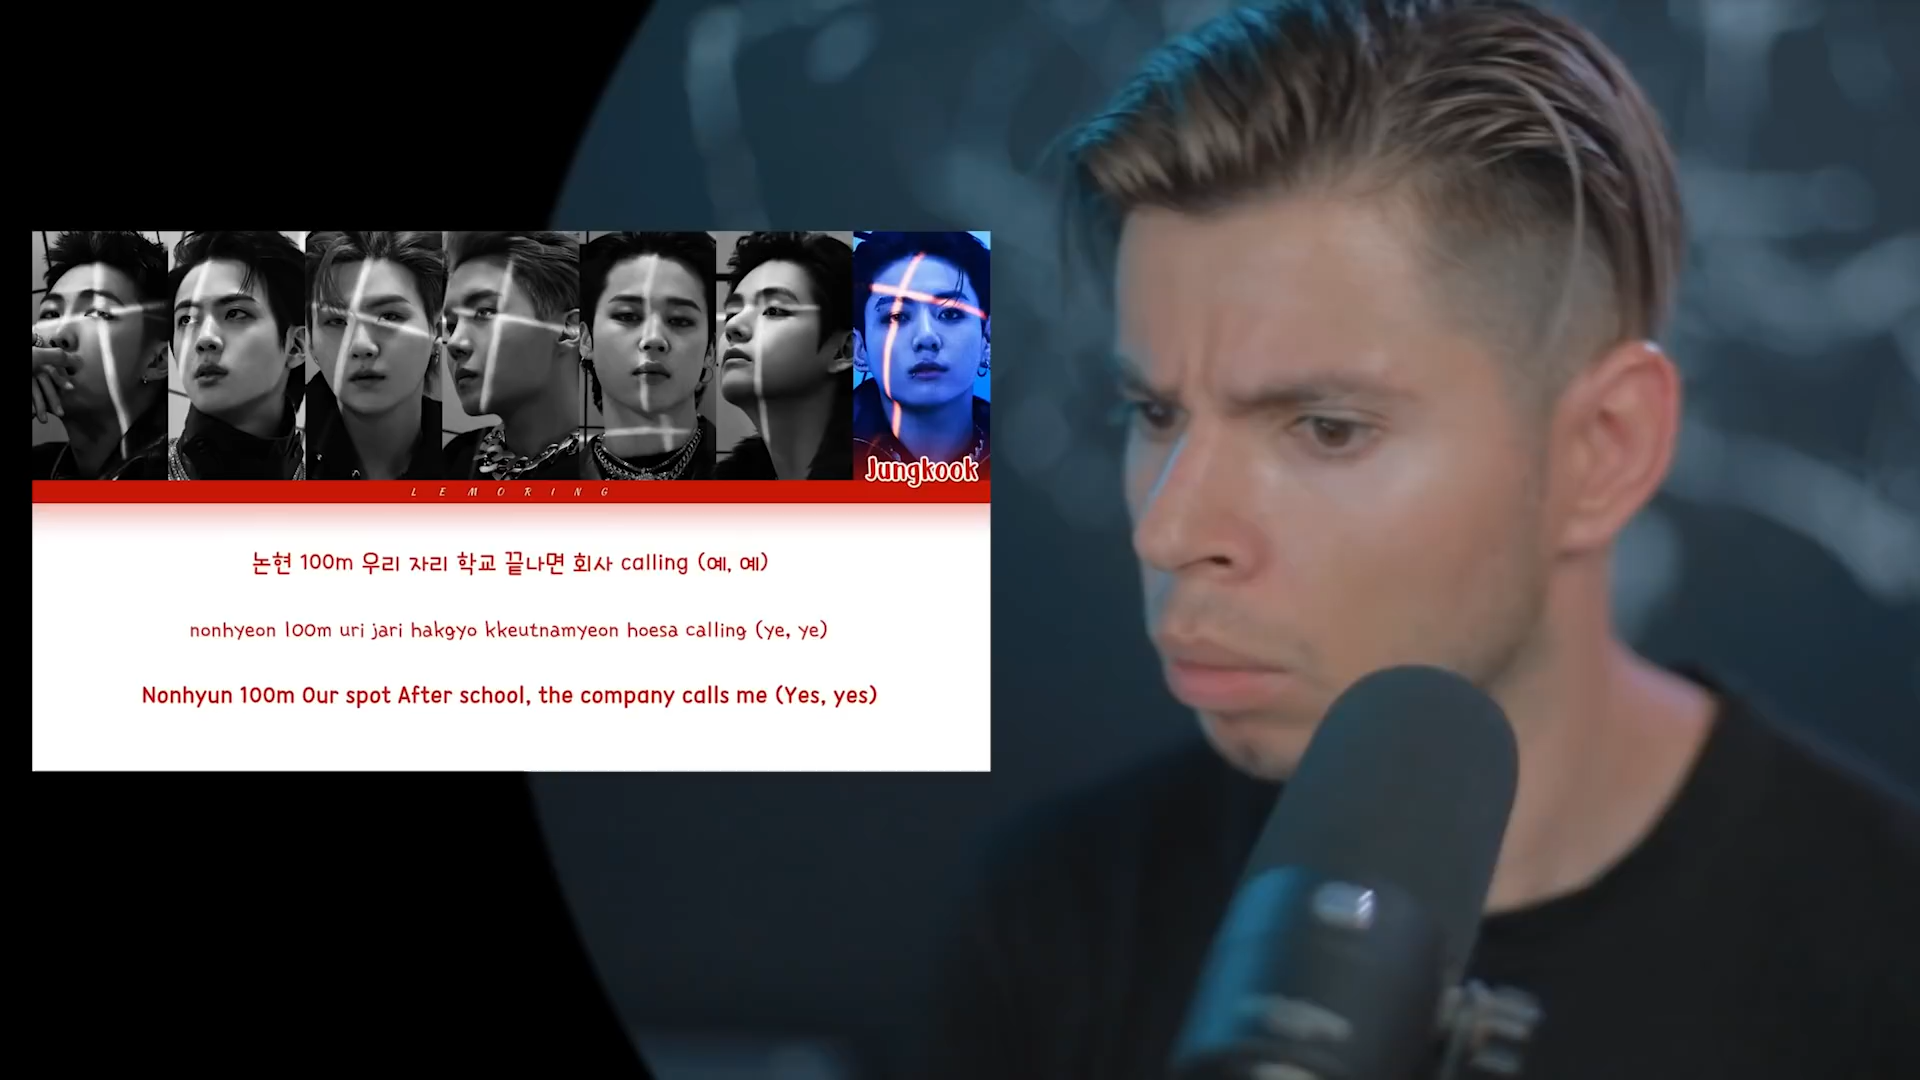 Jungkook
LEMORING
논현 100m 우리 자리 학교 끝나면 회사 calling (예, 예)
nonhyeon 100m uri jari hakgyo kkeutnamyeon hoesa calling (ye, ye)
Nonhyun 100m Our spot After school, the company calls me (Yes, yes)